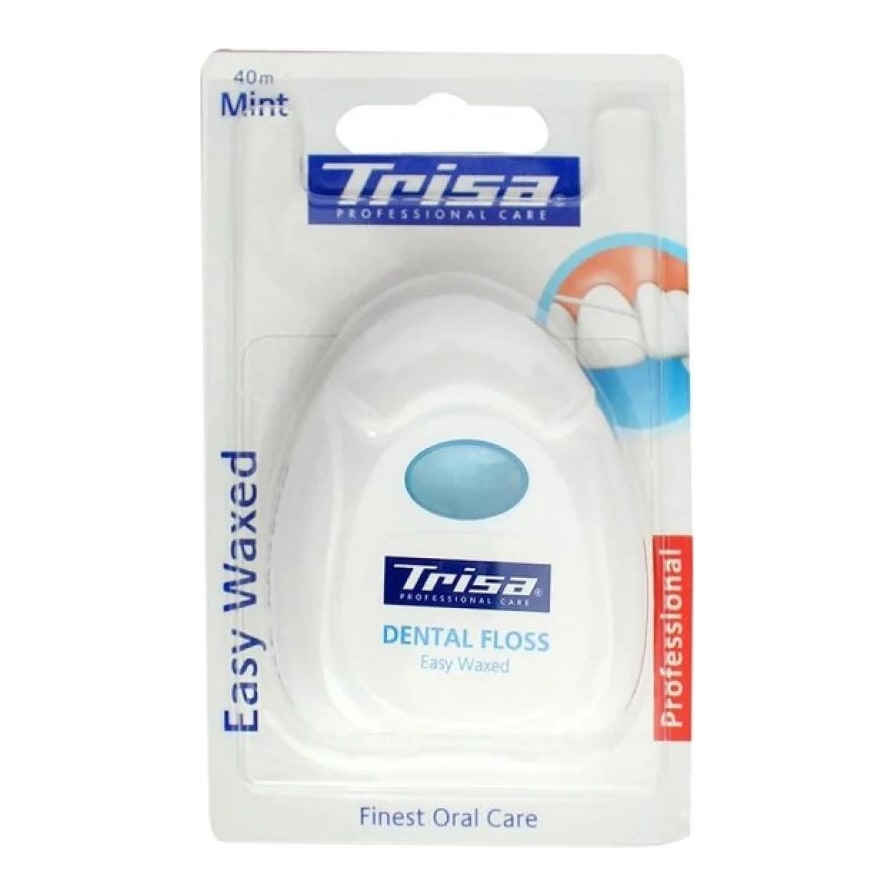 40m
Mint
Trisa®
PROFESSIONAL CARE
Easy Waxed
Trisa®
PROFESSIONAL CARE
DENTAL FLOSS
Easy Waxed
Professional
Finest Oral Care